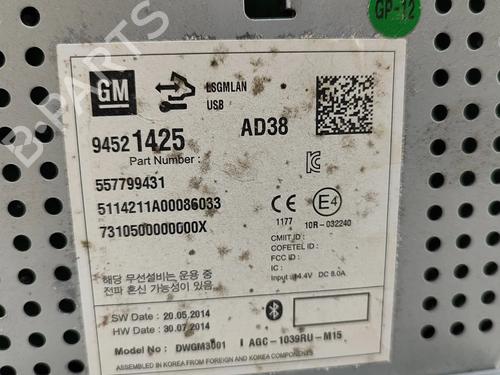 GP-12
GM
LSGMLAN
USB
94521425
AD38
Part Number :
557799431
5114211A00086033
7310500000000X
1177
E4
10R-032240
CMIIT ID :
COFETEL ID :
FCC ID :
IC :
Input :14.4V DC 8.0A
해당 무선설비는 운용 중
전파 혼신 가능성이 있음
SW Date : 20.05.2014
HW Date : 30.07.2014
Model No : DWGM3001 I AGC-1039RU-M15
ASSEMBLED IN KOREA FROM FOREIGN AND KOREA COMPONENTS
B-PARTS